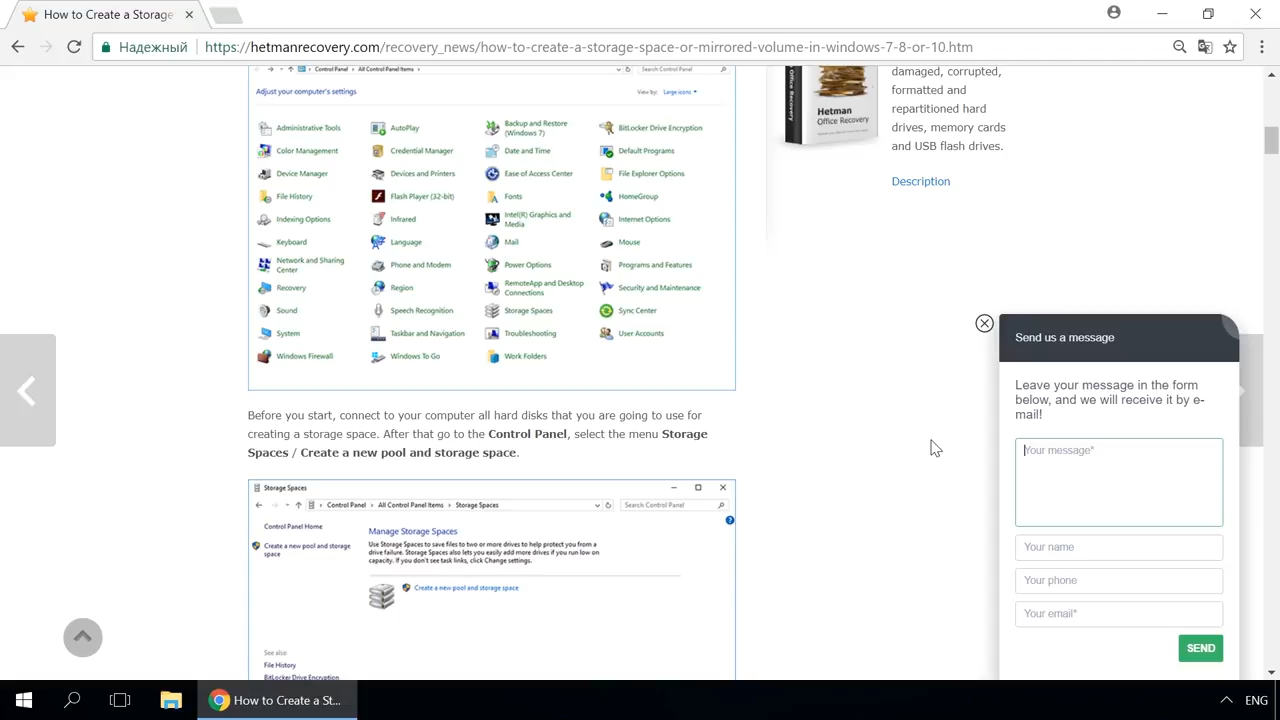 How to Create a Storage
Надежный
https://hetmanrecovery.com/recovery_news/how-to-create-a-storage-space-or-mirrored-volume-in-windows-7-8-or-10.htm
Control Panel › All Control Panel Items ›
Search Control Panel
Adjust your computer's settings
View by: Large icons
Administrative Tools
AutoPlay
Backup and Restore
(Windows 7)
BitLocker Drive Encryption
Color Management
Credential Manager
Date and Time
Default Programs
Device Manager
Devices and Printers
Ease of Access Center
File Explorer Options
File History
Flash Player (32-bit)
Fonts
HomeGroup
Indexing Options
Infrared
Intel(R) Graphics and
Media
Internet Options
Keyboard
Language
Mail
Mouse
Network and Sharing
Center
Phone and Modem
Power Options
Programs and Features
Recovery
Region
RemoteApp and Desktop
Connections
Security and Maintenance
Sound
Speech Recognition
Storage Spaces
Sync Center
System
Taskbar and Navigation
Troubleshooting
User Accounts
Windows Firewall
Windows To Go
Work Folders
Office Recovery
Hetman
Office Recovery
damaged, corrupted,
formatted and
repartitioned hard
drives, memory cards
and USB flash drives.
Description
Before you start, connect to your computer all hard disks that you are going to use for
creating a storage space. After that go to the Control Panel, select the menu Storage
Spaces / Create a new pool and storage space.
Storage Spaces
Control Panel › All Control Panel Items › Storage Spaces
Search Control Panel
Control Panel Home
Create a new pool and storage
space
Manage Storage Spaces
Use Storage Spaces to save files to two or more drives to help protect you from a
drive failure. Storage Spaces also lets you easily add more drives if you run low on
capacity. If you don't see task links, click Change settings.
Create a new pool and storage space
See also:
File History
BitLocker Drive Encryption
Send us a message
Leave your message in the form
below, and we will receive it by e-
mail!
Your message*
Your name
Your phone
Your email*
SEND
How to Create a St...
ENG